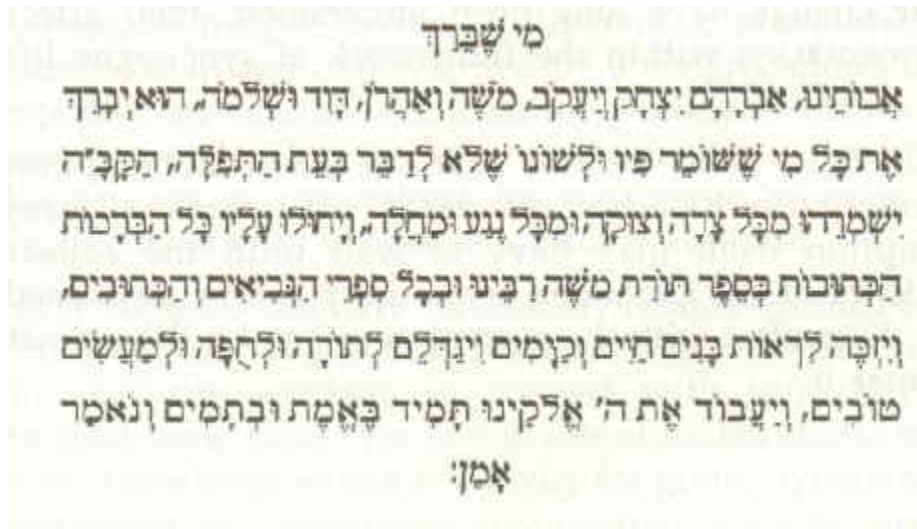 מִי שֶׁבֵּרַךְ
אֲבוֹתֵינוּ, אַבְרָהָם יִצְחָק וְיַעֲקֹב, מֹשֶׁה וְאַהֲרֹן, דָּוִד וּשְׁלֹמֹה, הוּא יְבָרֵךְ
אֶת כָּל מִי שֶׁשּׁוֹמֵר פִּיו וּלְשׁוֹנוֹ שֶׁלֹּא לְדַבֵּר בְּעֵת הַתְּפִלָּה, הַקָּבָּ״ה
יִשְׁמְרֵהוּ מִכָּל צָרָה וְצוּקָה, וּמִכָּל נֶגַע וּמַחֲלָה, וְיָחוּלוּ עָלָיו כָּל הַבְּרָכוֹת
הַכְּתוּבוֹת בְּסֵפֶר תּוֹרַת מֹשֶׁה רַבֵּינוּ וּבְכָל סִפְרֵי הַנְּבִיאִים וְהַכְּתוּבִים,
וְיִזְכֶּה לִרְאוֹת בָּנִים חַיִּים וְקַיָּמִים וִיגַדְּלֵם לְתוֹרָה, וּלְחֻפָּה, וּלְמַעֲשִׂים
טוֹבִים, וְיַעֲבוֹד אֶת ה׳ אֱלֹקֵינוּ תָּמִיד בֶּאֱמֶת וּבְתָמִים וְנֹאמַר
אָמֵן: